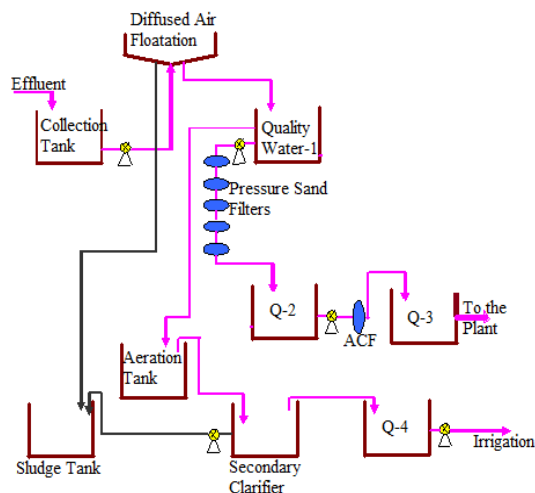 Diffused Air
Floatation
Effluent
Collection
Tank
Quality
Water-1
Pressure Sand
Filters
Q-2
ACF
Q-3
To the
Plant
Aeration
Tank
Sludge Tank
Secondary
Clarifier
Q-4
Irrigation